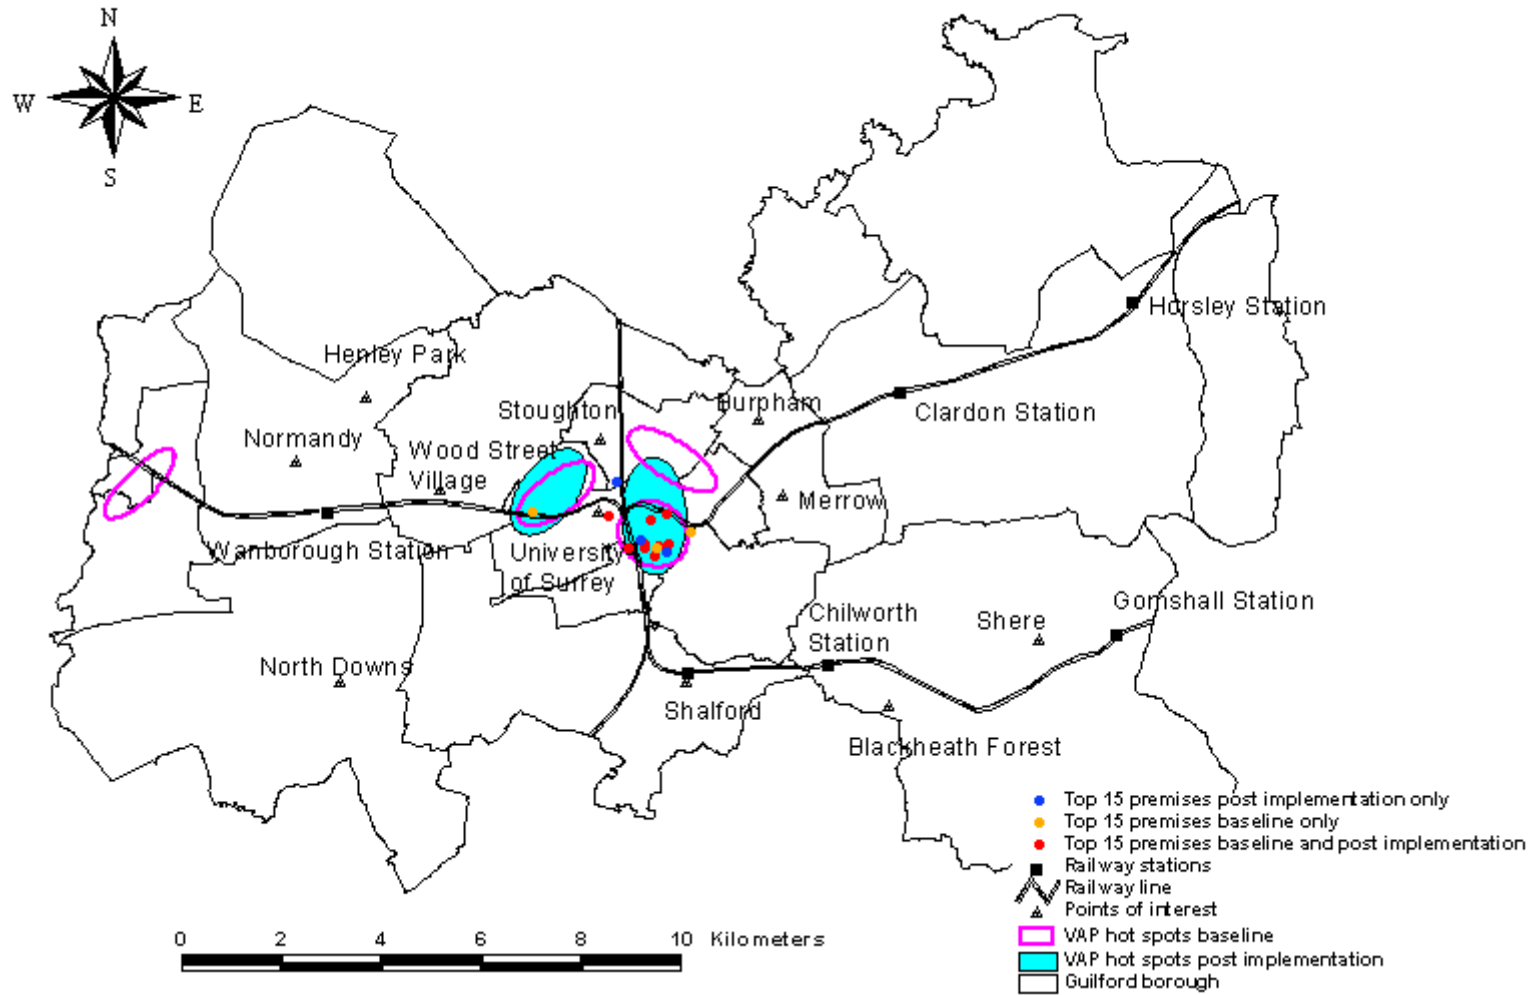 N
W E
S
Horsley Station
Henley Park
Burpham
Stoughton
Clardon Station
Normandy
Wood Street
Village
Merrow
Wanborough Station
University
of Surrey
Gomshall Station
Chilworth
Station
Shere
North Downs
Shalford
Blackheath Forest
Top 15 premises post implementation only
Top 15 premises baseline only
Top 15 premises baseline and post implementation
Railway stations
Railway line
Points of interest
VAP hot spots baseline
VAP hot spots post implementation
Guilford borough
0 2 4 6 8 10 Kilometers